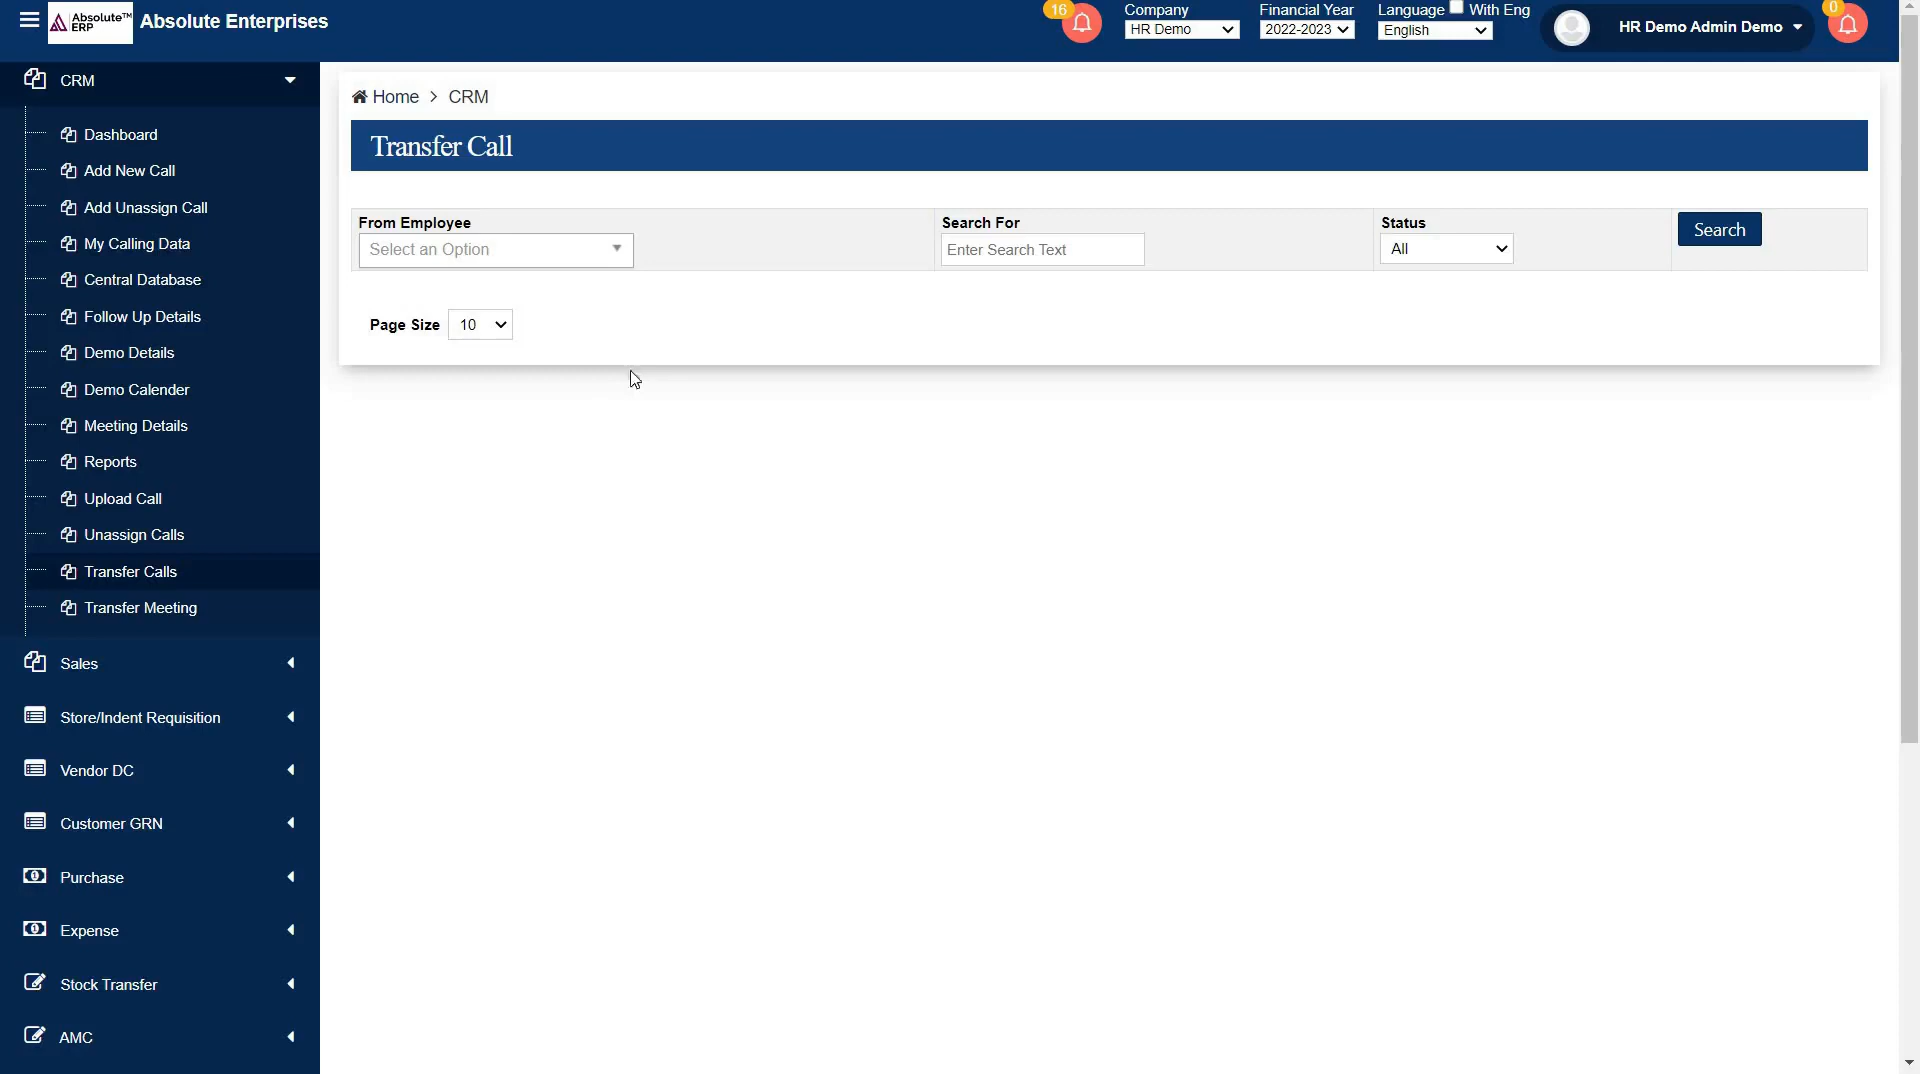 Absolute™ ERP
Absolute Enterprises
16
Company
HR Demo
Financial Year
2022-2023
Language With Eng
English
HR Demo Admin Demo
0
CRM
Dashboard
Add New Call
Add Unassign Call
My Calling Data
Central Database
Follow Up Details
Demo Details
Demo Calender
Meeting Details
Reports
Upload Call
Unassign Calls
Transfer Calls
Transfer Meeting
Sales
Store/Indent Requisition
Vendor DC
Customer GRN
Purchase
Expense
Stock Transfer
AMC
Home > CRM
Transfer Call
From Employee
Select an Option
Search For
Enter Search Text
Status
All
Search
Page Size 10